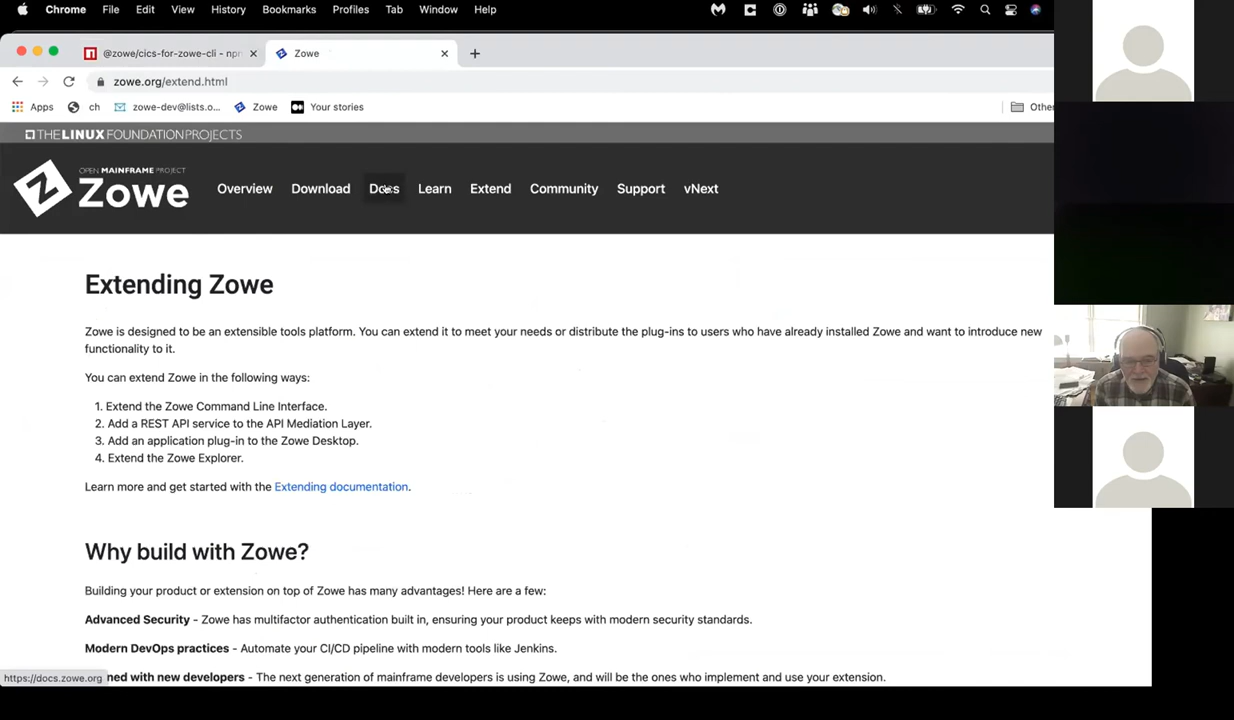 Chrome File Edit View History Bookmarks Profiles Tab Window Help
@zowe/cics-for-zowe-cli - npm Zowe
zowe.org/extend.html
Apps ch zowe-dev@lists.o... Zowe Your stories Other
THE LINUX FOUNDATION PROJECTS
OPEN MAINFRAME PROJECT
Zowe
Overview Download Docs Learn Extend Community Support vNext
Extending Zowe
Zowe is designed to be an extensible tools platform. You can extend it to meet your needs or distribute the plug-ins to users who have already installed Zowe and want to introduce new
functionality to it.
You can extend Zowe in the following ways:
1. Extend the Zowe Command Line Interface.
2. Add a REST API service to the API Mediation Layer.
3. Add an application plug-in to the Zowe Desktop.
4. Extend the Zowe Explorer.
Learn more and get started with the Extending documentation.
Why build with Zowe?
Building your product or extension on top of Zowe has many advantages! Here are a few:
Advanced Security - Zowe has multifactor authentication built in, ensuring your product keeps with modern security standards.
Modern DevOps practices - Automate your CI/CD pipeline with modern tools like Jenkins.
ned with new developers - The next generation of mainframe developers is using Zowe, and will be the ones who implement and use your extension.
https://docs.zowe.org